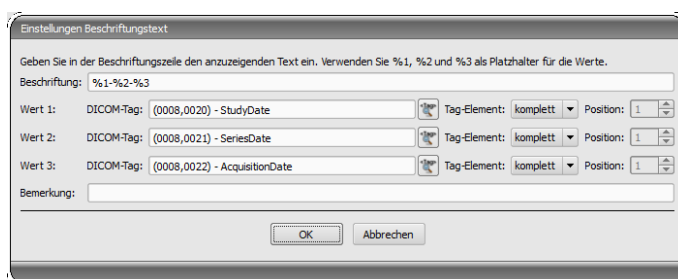 Einstellungen Beschriftungstext
Geben Sie in der Beschriftungszeile den anzuzeigenden Text ein. Verwenden Sie %1, %2 und %3 als Platzhalter für die Werte.
Beschriftung: %1-%2-%3
Wert 1: DICOM-Tag: (0008,0020) - StudyDate Tag-Element: komplett Position: 1
Wert 2: DICOM-Tag: (0008,0021) - SeriesDate Tag-Element: komplett Position: 1
Wert 3: DICOM-Tag: (0008,0022) - AcquisitionDate Tag-Element: komplett Position: 1
Bemerkung:
OK Abbrechen